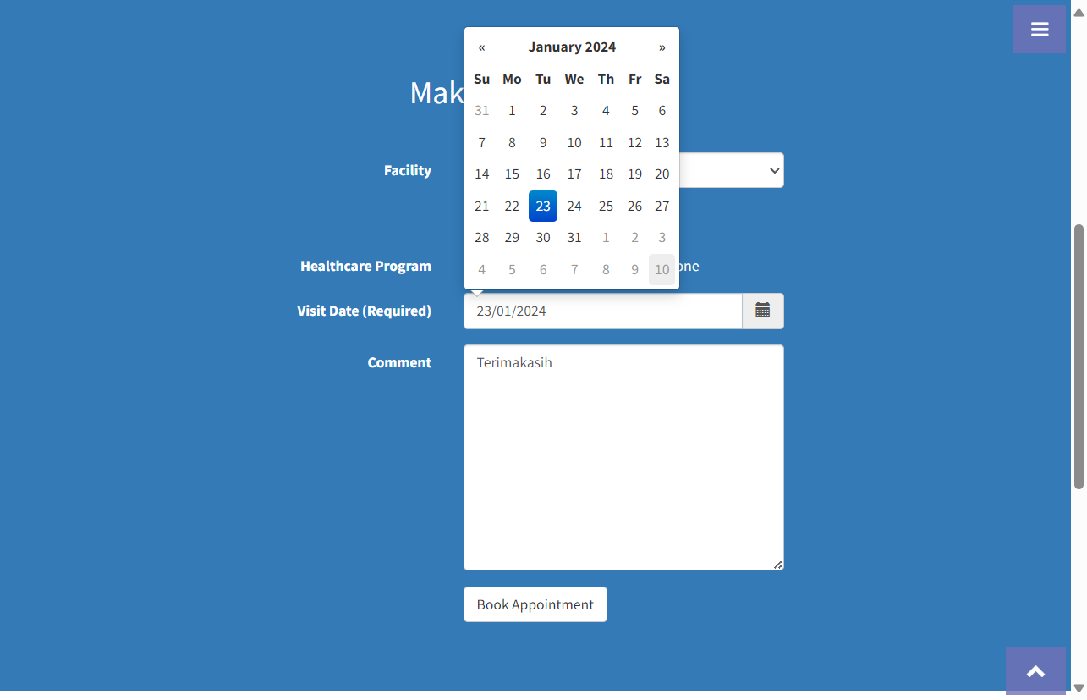 « January 2024 »
Su Mo Tu We Th Fr Sa
Mak
31 1 2 3 4 5 6
7 8 9 10 11 12 13
Facility
14 15 16 17 18 19 20
21 22 23 24 25 26 27
28 29 30 31 1 2 3
Healthcare Program
4 5 6 7 8 9 10
one
Visit Date (Required)
23/01/2024
Comment
Terimakasih
Book Appointment